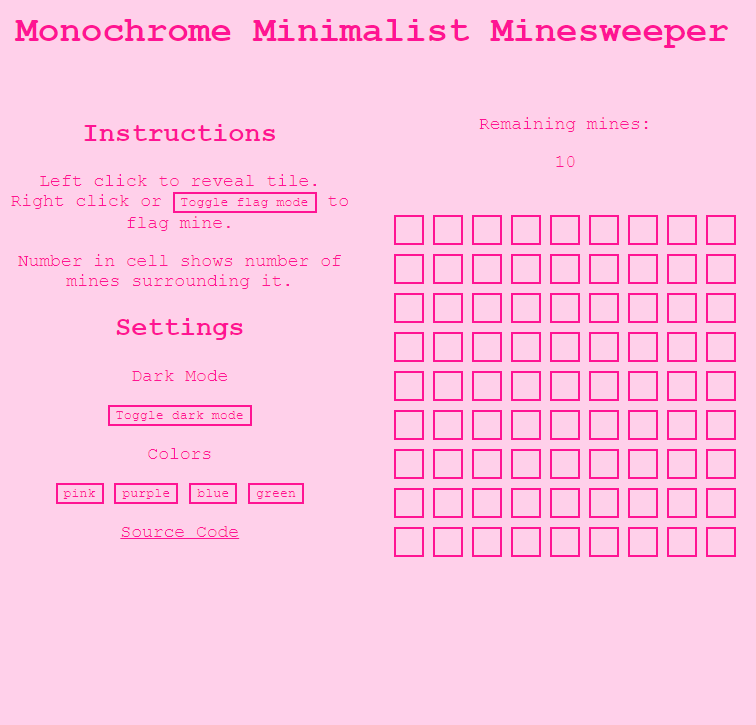 Monochrome Minimalist Minesweeper
Instructions
Left click to reveal tile.
Right click or Toggle flag mode to
flag mine.
Number in cell shows number of
mines surrounding it.
Settings
Dark Mode
Toggle dark mode
Colors
pink purple blue green
Source Code
Remaining mines:
10